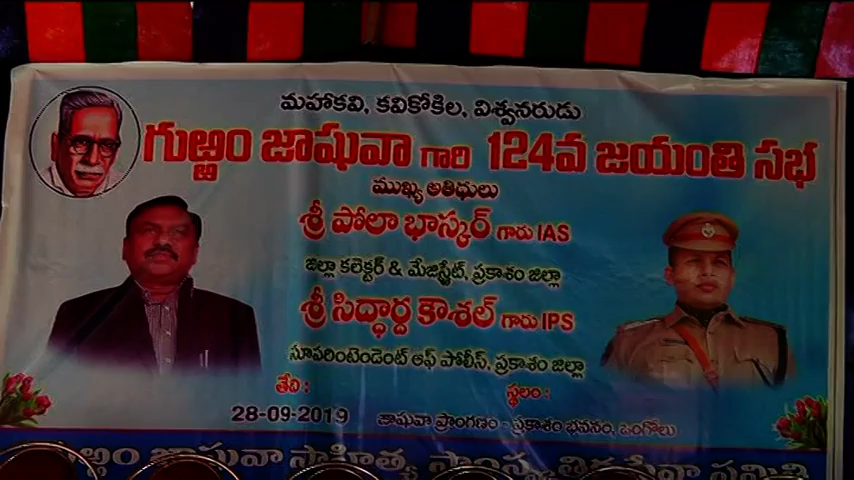 మహాకవి, కవికోకిల, విశ్వనరుడు
గుఱ్ఱం జాషువా గారి 124వ జయంతి సభ
ముఖ్య అతిథులు
శ్రీ పోలా భాస్కర్ గారు IAS
జిల్లా కలెక్టర్ & మేజిస్ట్రేట్, ప్రకాశం జిల్లా
శ్రీ సిద్ధార్ధ కౌశల్ గారు IPS
సూపరింటెండెంట్ ఆఫ్ పోలీస్, ప్రకాశం జిల్లా
తేది :
28-09-2019
స్థలం :
జాషువా ప్రాంగణం - ప్రకాశం భవనం, ఒంగోలు
గుఱ్ఱం జాషువా సాహిత్య సాంస్కృతిక సేవా సమితి